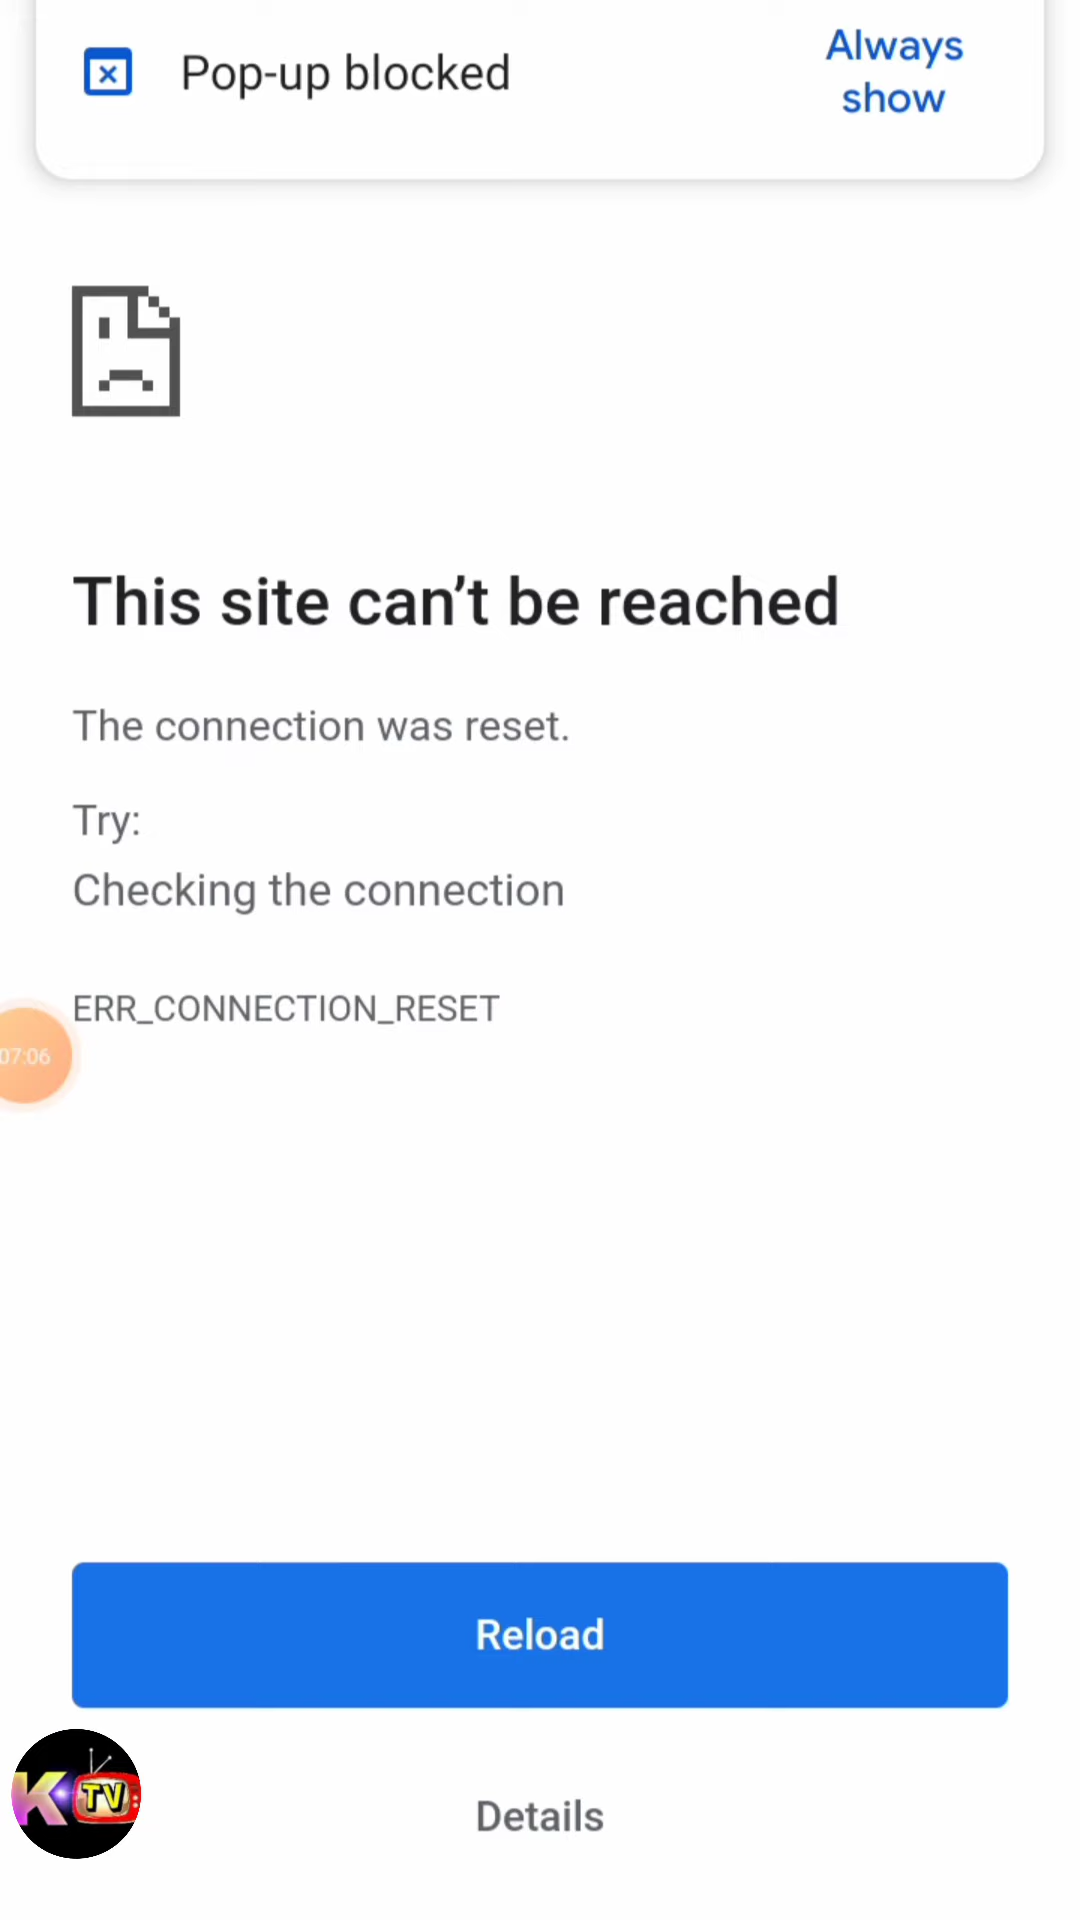 Pop-up blocked
Always
show
This site can’t be reached
The connection was reset.
Try:
Checking the connection
ERR_CONNECTION_RESET
07:06
Reload
K TV
Details